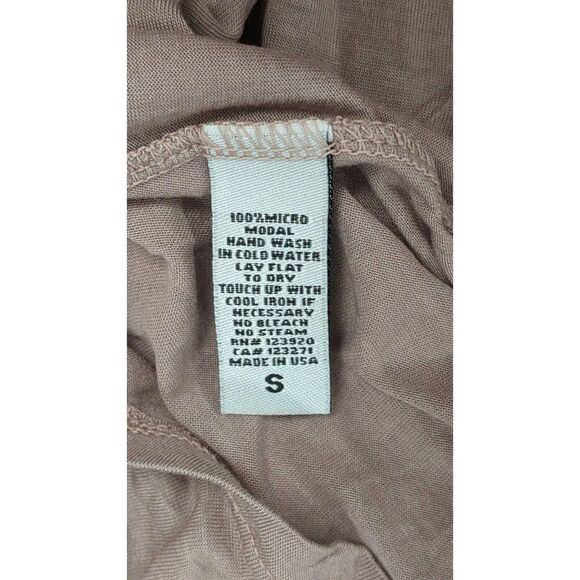 100% MICRO
MODAL
HAND WASH
IN COLD WATER
LAY FLAT
TO DRY
TOUCH UP WITH
COOL IRON IF
NECESSARY
NO BLEACH
NO STEAM
RN# 123920
CA# 123271
MADE IN USA
S